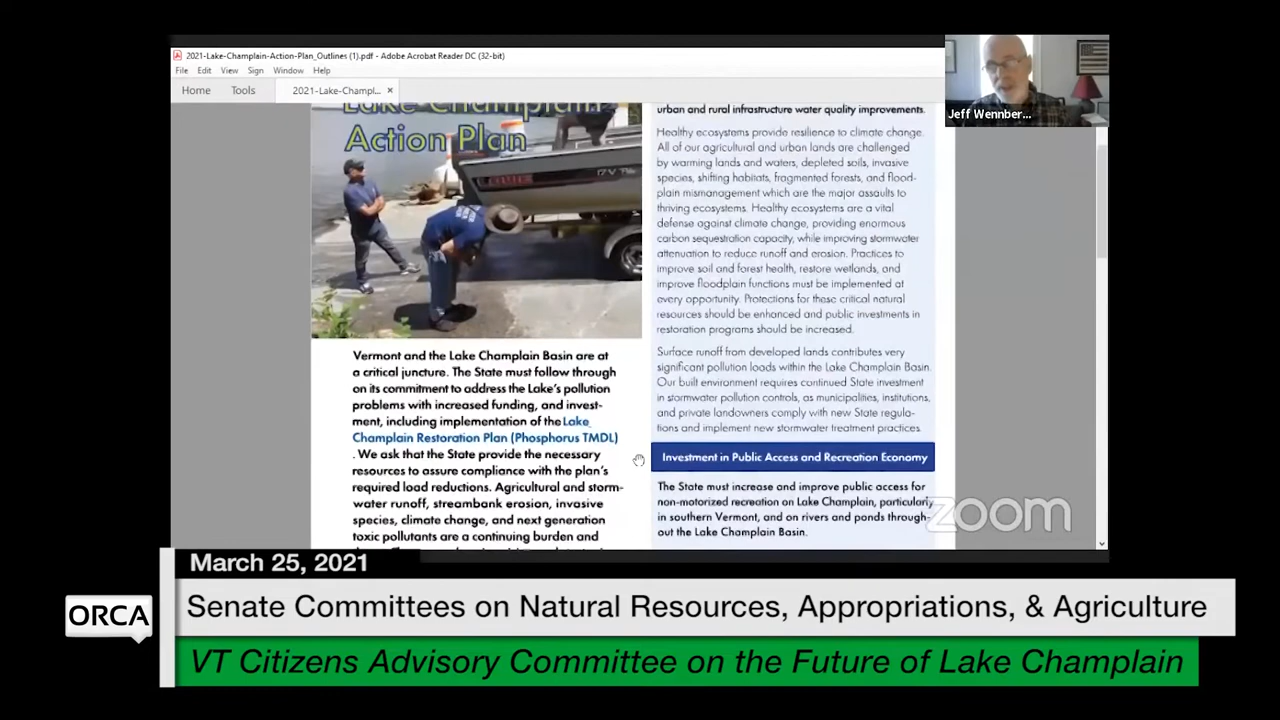 2021-Lake-Champlain-Action-Plan_Outlines (1).pdf - Adobe Acrobat Reader DC (32-bit)
File Edit View Sign Window Help
Home Tools 2021-Lake-Champl... ×
Lake Champlain
Action Plan
17 V
Vermont and the Lake Champlain Basin are at
a critical juncture. The State must follow through
on its commitment to address the Lake's pollution
problems with increased funding, and invest-
ment, including implementation of the Lake
Champlain Restoration Plan (Phosphorus TMDL)
. We ask that the State provide the necessary
resources to assure compliance with the plan's
required load reductions. Agricultural and storm-
water runoff, streambank erosion, invasive
species, climate change, and next generation
toxic pollutants are a continuing burden and
urban and rural infrastructure water quality improvements.
Healthy ecosystems provide resilience to climate change.
All of our agricultural and urban lands are challenged
by warming lands and waters, depleted soils, invasive
species, shifting habitats, fragmented forests, and flood-
plain mismanagement which are the major assaults to
thriving ecosystems. Healthy ecosystems are a vital
defense against climate change, providing enormous
carbon sequestration capacity, while improving stormwater
attenuation to reduce runoff and erosion. Practices to
improve soil and forest health, restore wetlands, and
improve floodplain functions must be implemented at
every opportunity. Protections for these critical natural
resources should be enhanced and public investments in
restoration programs should be increased.
Surface runoff from developed lands contributes very
significant pollution loads within the Lake Champlain Basin.
Our built environment requires continued State investment
in stormwater pollution controls, as municipalities, institutions,
and private landowners comply with new State regula-
tions and implement new stormwater treatment practices.
Investment in Public Access and Recreation Economy
The State must increase and improve public access for
non-motorized recreation on Lake Champlain, particularly
in southern Vermont, and on rivers and ponds through-
out the Lake Champlain Basin.
Jeff Wennber...
zoom
March 25, 2021
ORCA
Senate Committees on Natural Resources, Appropriations, & Agriculture
VT Citizens Advisory Committee on the Future of Lake Champlain